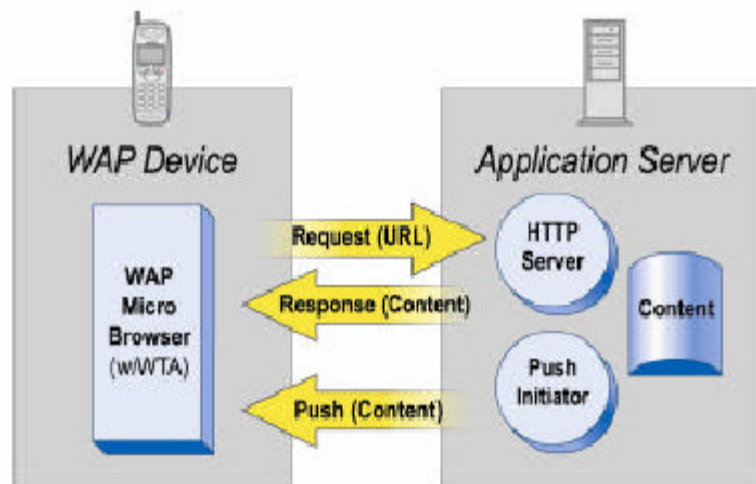 WAP Device
Application Server
Request (URL)
HTTP
Server
WAP
Micro
Browser
(w/WTA)
Response (Content)
Content
Push
Initiator
Push (Content)